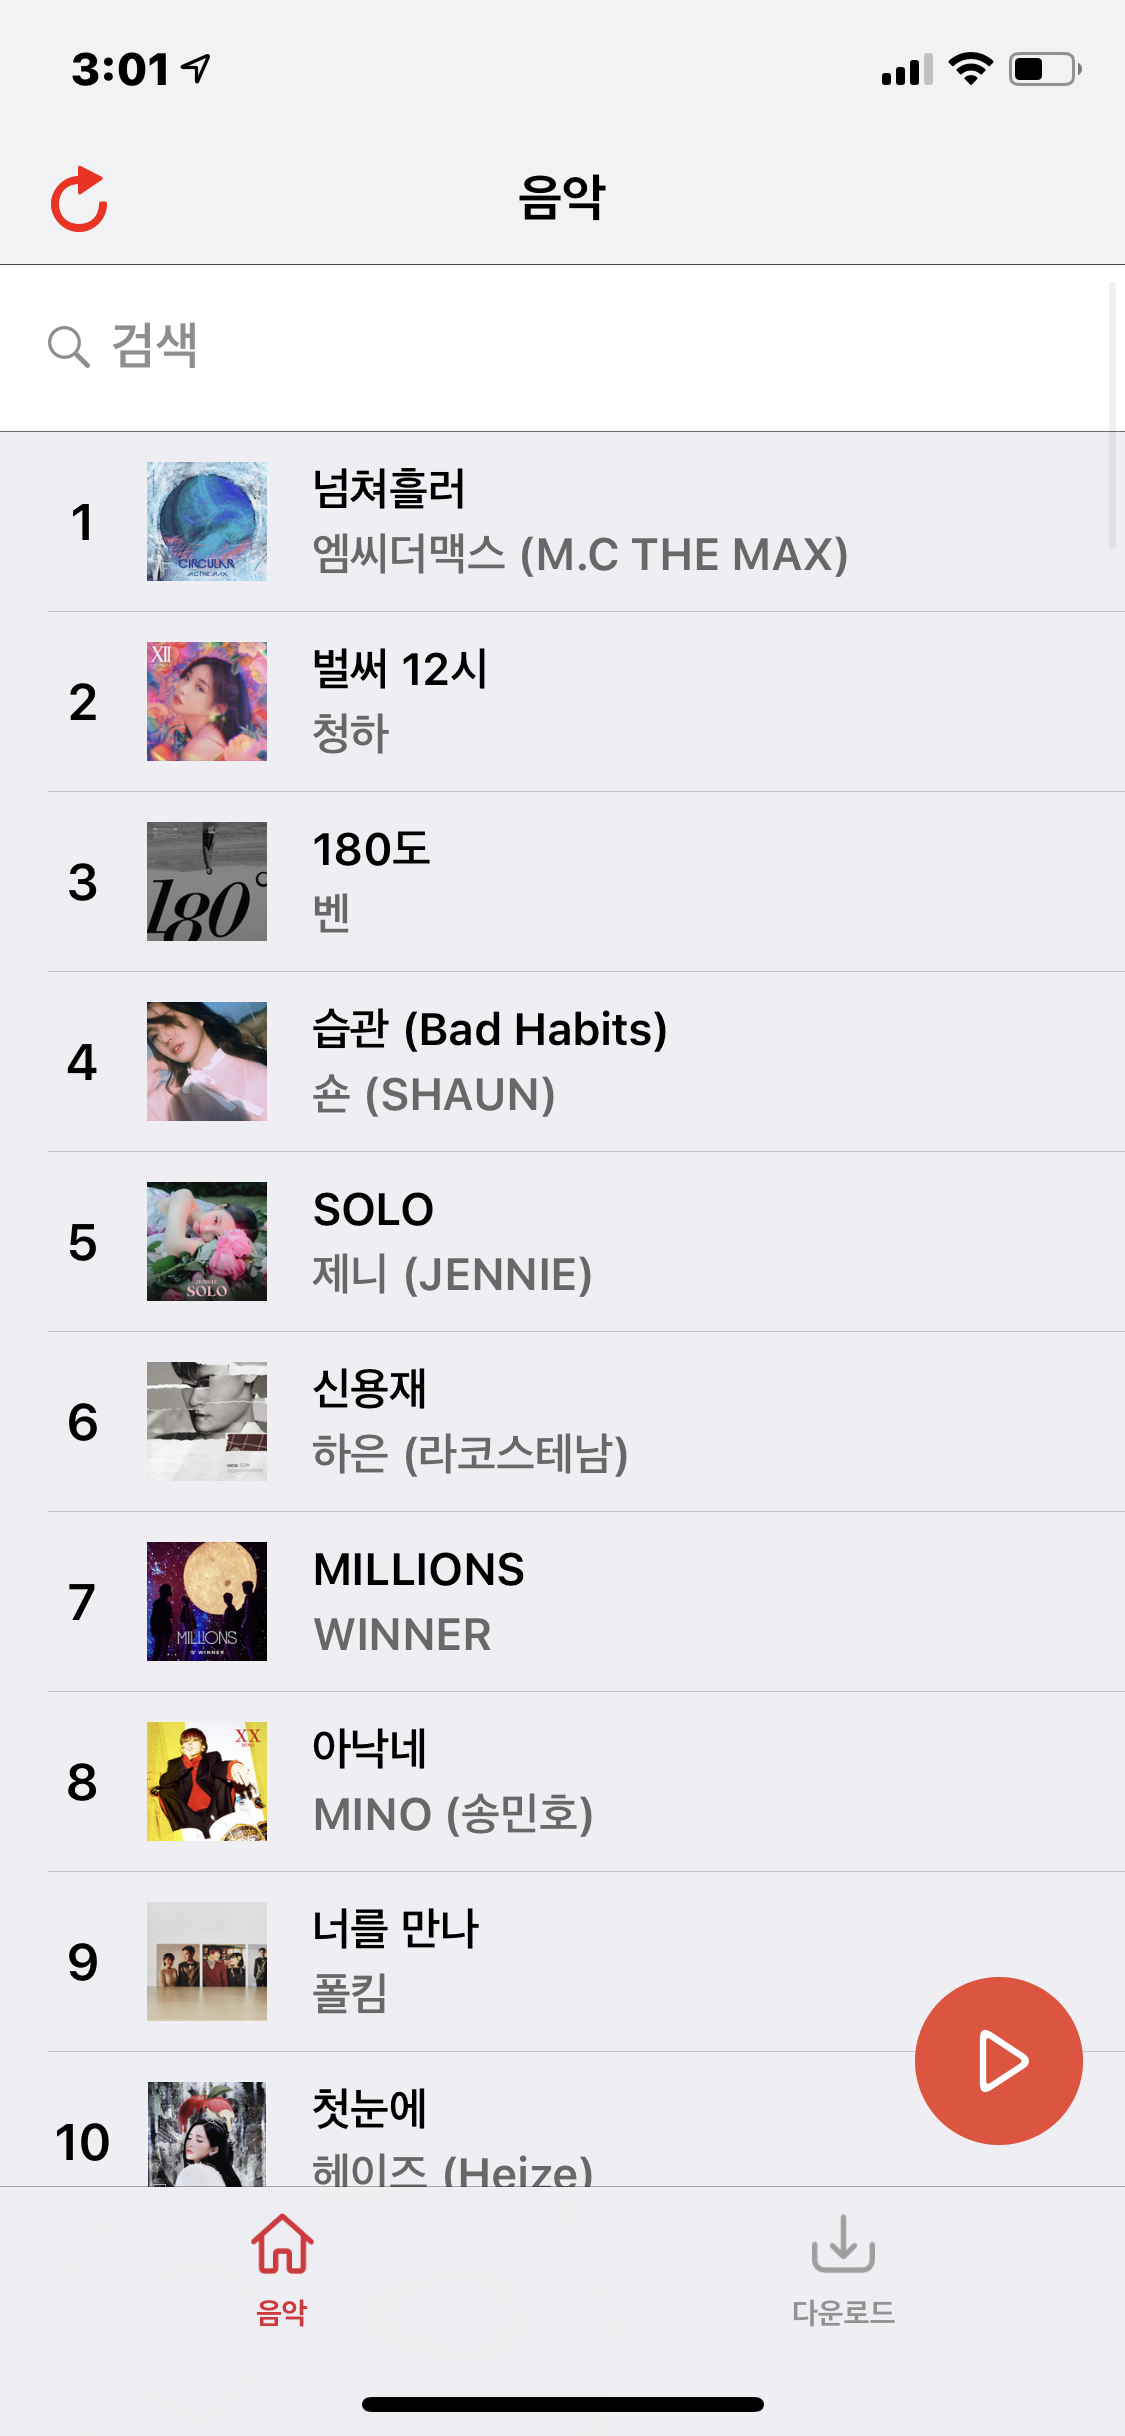 3:01
음악
검색
1
CIRCULAR
M.C THE MAX
넘쳐흘러
엠씨더맥스 (M.C THE MAX)
2
XII
벌써 12시
청하
3
180°
180도
벤
4
습관 (Bad Habits)
숀 (SHAUN)
5
JENNIE
SOLO
SOLO
제니 (JENNIE)
6
신용재
하은 (라코스테남)
7
MILLIONS
WINNER
MILLIONS
WINNER
8
XX
MINO
아낙네
MINO (송민호)
9
너를 만나
폴킴
10
첫눈에
헤이즈 (Heize)
음악
다운로드